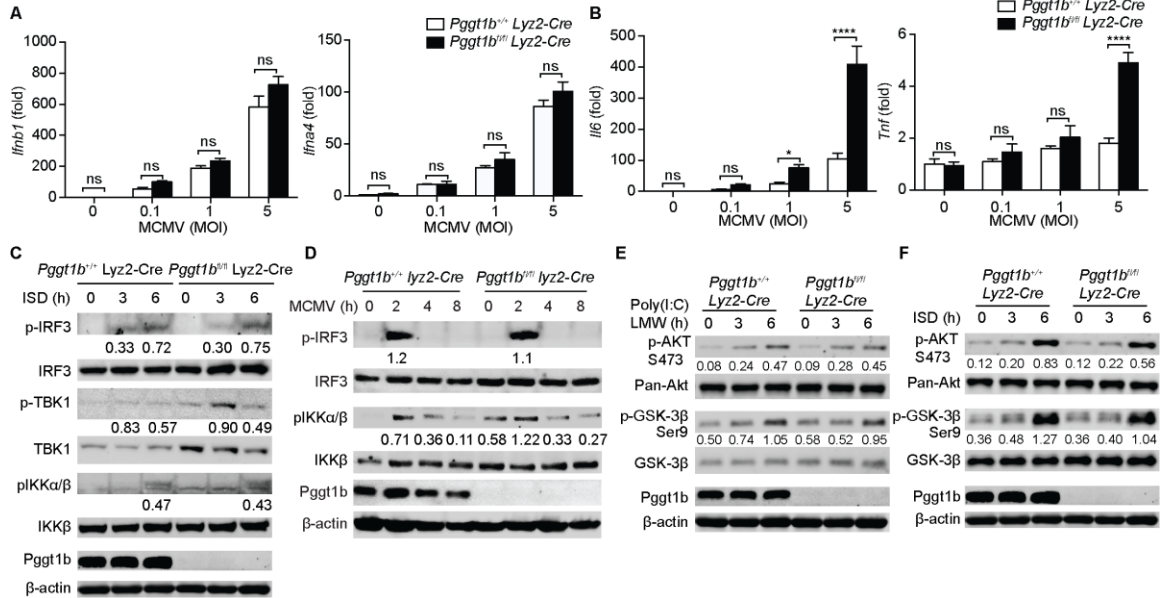 A
Pggt1b+/+ Lyz2-Cre
Pggt1bfl/fl Lyz2-Cre
Ifnb1 (fold)
1000
800
600
400
200
0
ns
ns
ns
ns
0 0.1 1 5
MCMV (MOI)
Ifna4 (fold)
150
100
50
0
ns
ns
ns
ns
0 0.1 1 5
MCMV (MOI)
B
Pggt1b+/+ Lyz2-Cre
Pggt1bfl/fl Lyz2-Cre
Il6 (fold)
500
400
300
200
100
0
ns
ns
*
****
0 0.1 1 5
MCMV (MOI)
Tnf (fold)
6
4
2
0
ns
ns
ns
****
0 0.1 1 5
MCMV (MOI)
C
Pggt1b+/+ Lyz2-Cre Pggt1bfl/fl Lyz2-Cre
ISD (h) 0 3 6 0 3 6
p-IRF3
0.33 0.72 0.30 0.75
IRF3
p-TBK1
0.83 0.57 0.90 0.49
TBK1
pIKKα/β
0.47 0.43
IKKβ
Pggt1b
β-actin
D
Pggt1b+/+ lyz2-Cre Pggt1bfl/fl lyz2-Cre
MCMV (h) 0 2 4 8 0 2 4 8
p-IRF3
1.2 1.1
IRF3
pIKKα/β
0.71 0.36 0.11 0.58 1.22 0.33 0.27
IKKβ
Pggt1b
β-actin
E
Pggt1b+/+ Pggt1bfl/fl
Lyz2-Cre Lyz2-Cre
Poly(I:C)
LMW (h) 0 3 6 0 3 6
p-AKT
S473
0.08 0.24 0.47 0.09 0.28 0.45
Pan-Akt
p-GSK-3β
Ser9
0.50 0.74 1.05 0.58 0.52 0.95
GSK-3β
Pggt1b
β-actin
F
Pggt1b+/+ Pggt1bfl/fl
Lyz2-Cre Lyz2-Cre
ISD (h) 0 3 6 0 3 6
p-AKT
S473
0.12 0.20 0.83 0.12 0.22 0.56
Pan-Akt
p-GSK-3β
Ser9
0.36 0.48 1.27 0.36 0.40 1.04
GSK-3β
Pggt1b
β-actin